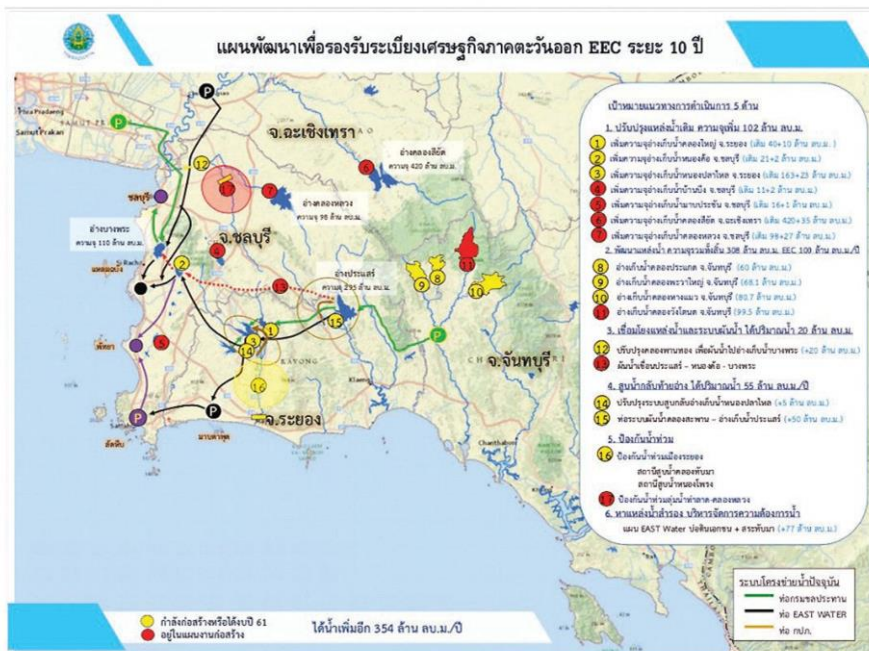 แผนพัฒนาเพื่อรองรับระเบียงเศรษฐกิจภาคตะวันออก EEC ระยะ 10 ปี
เป้าหมายแนวทางการดำเนินการ 5 ด้าน
1. ปรับปรุงแหล่งน้ำเดิม ความจุเพิ่ม 102 ล้าน ลบ.ม.
1 เพิ่มความจุอ่างเก็บน้ำคลองใหญ่ จ.ระยอง (เดิม 40+10 ล้าน ลบ.ม.)
2 เพิ่มความจุอ่างเก็บน้ำหนองค้อ จ.ชลบุรี (เดิม 21+2 ล้าน ลบ.ม.)
3 เพิ่มความจุอ่างเก็บน้ำหนองปลาไหล จ.ระยอง (เดิม 163+23 ล้าน ลบ.ม.)
4 เพิ่มความจุอ่างเก็บน้ำบ้านบึง จ.ชลบุรี (เดิม 11+2 ล้าน ลบ.ม.)
5 เพิ่มความจุอ่างเก็บน้ำมาบประชัน จ.ชลบุรี (เดิม 16+1 ล้าน ลบ.ม.)
6 เพิ่มความจุอ่างเก็บน้ำคลองสียัด จ.ฉะเชิงเทรา (เดิม 420+35 ล้าน ลบ.ม.)
7 เพิ่มความจุอ่างเก็บน้ำคลองหลวง จ.ชลบุรี (เดิม 98+27 ล้าน ลบ.ม.)
2. พัฒนาแหล่งน้ำ ความจุรวมทั้งสิ้น 308 ล้าน ลบ.ม. EEC 100 ล้าน ลบ.ม./ปี
8 อ่างเก็บน้ำคลองประแกด จ.จันทบุรี (60 ล้าน ลบ.ม.)
9 อ่างเก็บน้ำคลองพะวาใหญ่ จ.จันทบุรี (68.1 ล้าน ลบ.ม.)
10 อ่างเก็บน้ำคลองหางแมว จ.จันทบุรี (80.7 ล้าน ลบ.ม.)
11 อ่างเก็บน้ำคลองวังโตนด จ.จันทบุรี (99.5 ล้าน ลบ.ม.)
3. เชื่อมโยงแหล่งน้ำและระบบผันน้ำ ได้ปริมาณน้ำ 20 ล้าน ลบ.ม.
12 ปรับปรุงคลองพานทอง เพื่อผันน้ำไปอ่างเก็บน้ำบางพระ (+20 ล้าน ลบ.ม.)
13 ผันน้ำเขื่อนประแสร์ - หนองค้อ - บางพระ
4. สูบน้ำกลับท้ายอ่าง ได้ปริมาณน้ำ 55 ล้าน ลบ.ม./ปี
14 ปรับปรุงระบบสูบกลับอ่างเก็บน้ำหนองปลาไหล (+5 ล้าน ลบ.ม.)
15 ท่อระบบผันน้ำคลองสะพาน - อ่างเก็บน้ำประแสร์ (+50 ล้าน ลบ.ม.)
5. ป้องกันน้ำท่วม
16 ป้องกันน้ำท่วมเมืองระยอง
สถานีสูบน้ำคลองทับมา
สถานีสูบน้ำหนองโพรง
17 ป้องกันน้ำท่วมลุ่มน้ำท่าลาด-คลองหลวง
6. หาแหล่งน้ำสำรอง บริหารจัดการความต้องการน้ำ
แผน EAST Water บ่อดินเอกชน + สระทับมา (+77 ล้าน ลบ.ม.)
จ.ฉะเชิงเทรา
อ่างคลองสียัด
ความจุ 420 ล้าน ลบ.ม.
อ่างคลองหลวง
ความจุ 98 ล้าน ลบ.ม.
ชลบุรี
อ่างบางพระ
ความจุ 110 ล้าน ลบ.ม.
จ.ชลบุรี
อ่างประแสร์
ความจุ 295 ล้าน ลบ.ม.
Samut Prakan
Si Racha
แหลมฉบัง
พัทยา
RAYONG
Klaeng
จ.จันทบุรี
Chanthaburi
จ.ระยอง
มาบตาพุด
สัตหีบ
ระบบโครงข่ายน้ำปัจจุบัน
ท่อกรมชลประทาน
ท่อ EAST WATER
ท่อ กปภ.
กำลังก่อสร้างหรือได้งบปี 61
อยู่ในแผนงานก่อสร้าง
ได้น้ำเพิ่มอีก 354 ล้าน ลบ.ม./ปี